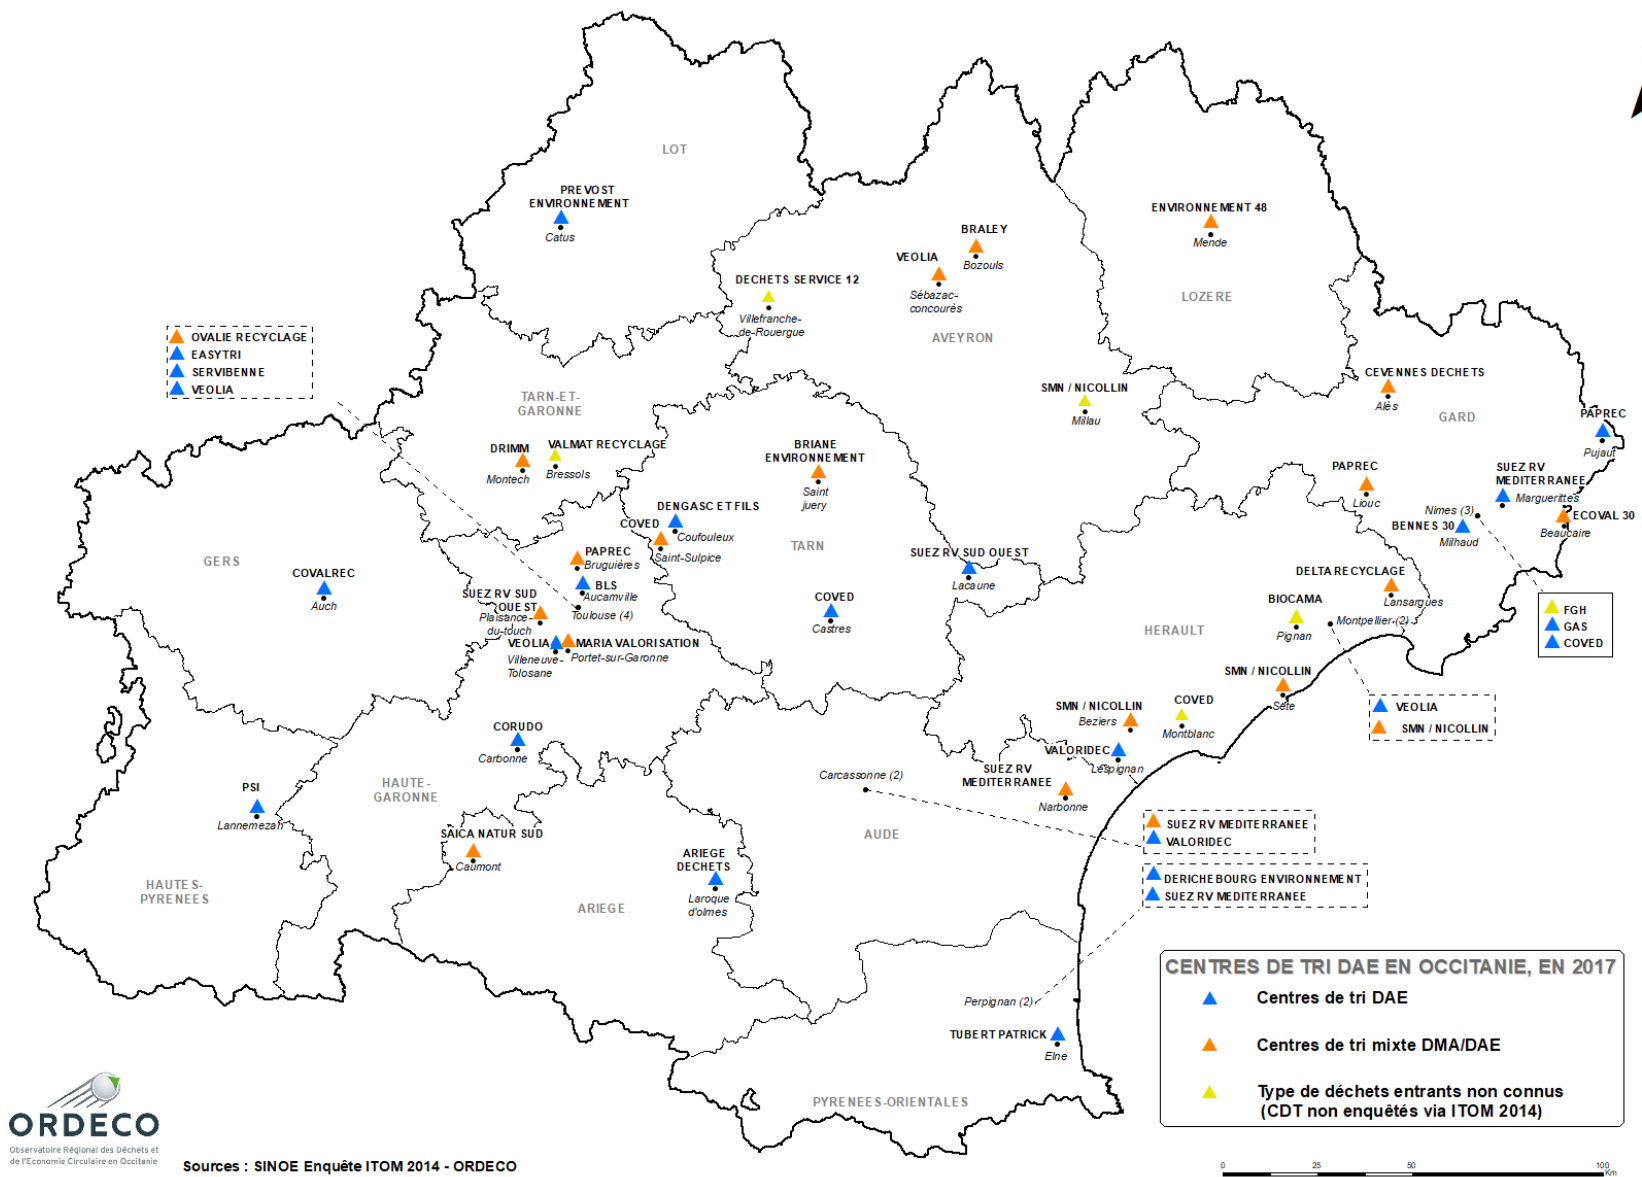 LOT
PREVOST
ENVIRONNEMENT
Catus
ENVIRONNEMENT 48
Mende
LOZERE
BRALEY
Bozouls
VEOLIA
Sébazac-
concourès
DECHETS SERVICE 12
Villefranche-
de-Rouergue
AVEYRON
OVALIE RECYCLAGE
EASYTRI
SERVIBENNE
VEOLIA
TARN-ET-
GARONNE
SMN / NICOLLIN
Millau
CEVENNES DECHETS
Alès
GARD
PAPREC
Pujaut
DRIMM
Montech
VALMAT RECYCLAGE
Bressols
BRIANE
ENVIRONNEMENT
Saint
juery
PAPREC
Liouc
SUEZ RV
MEDITERRANEE
Marguerittes
Nimes (3)
BENNES 30
Milhaud
ECOVAL 30
Beaucaire
DENGASC ET FILS
Coufouleux
COVED
Saint-Sulpice
TARN
GERS
COVALREC
Auch
PAPREC
Bruguières
BLS
Aucamville
SUEZ RV SUD
OUEST
Plaisance-
du-touch
Toulouse (4)
VEOLIA
Villeneuve-
Tolosane
MARIA VALORISATION
Portet-sur-Garonne
SUEZ RV SUD OUEST
Lacaune
COVED
Castres
DELTA RECYCLAGE
Lansargues
BIOCAMA
Pignan
Montpellier (2)
HERAULT
FGH
GAS
COVED
SMN / NICOLLIN
Sète
VEOLIA
SMN / NICOLLIN
SMN / NICOLLIN
Beziers
COVED
Montblanc
VALORIDEC
Lespignan
SUEZ RV
MEDITERRANEE
Narbonne
CORUDO
Carbonne
HAUTE-
GARONNE
PSI
Lannemezan
Carcassonne (2)
AUDE
SUEZ RV MEDITERRANEE
VALORIDEC
SAICA NATUR SUD
Caumont
ARIEGE
DECHETS
Laroque
d'olmes
HAUTES-
PYRENEES
ARIEGE
DERICHEBOURG ENVIRONNEMENT
SUEZ RV MEDITERRANEE
Perpignan (2)
TUBERT PATRICK
Elne
PYRENEES-ORIENTALES
CENTRES DE TRI DAE EN OCCITANIE, EN 2017
Centres de tri DAE
Centres de tri mixte DMA/DAE
Type de déchets entrants non connus
(CDT non enquêtés via ITOM 2014)
ORDECO
Observatoire Régional des Déchets et
de l'Economie Circulaire en Occitanie
Sources : SINOE Enquête ITOM 2014 - ORDECO
0 25 50 100
Km